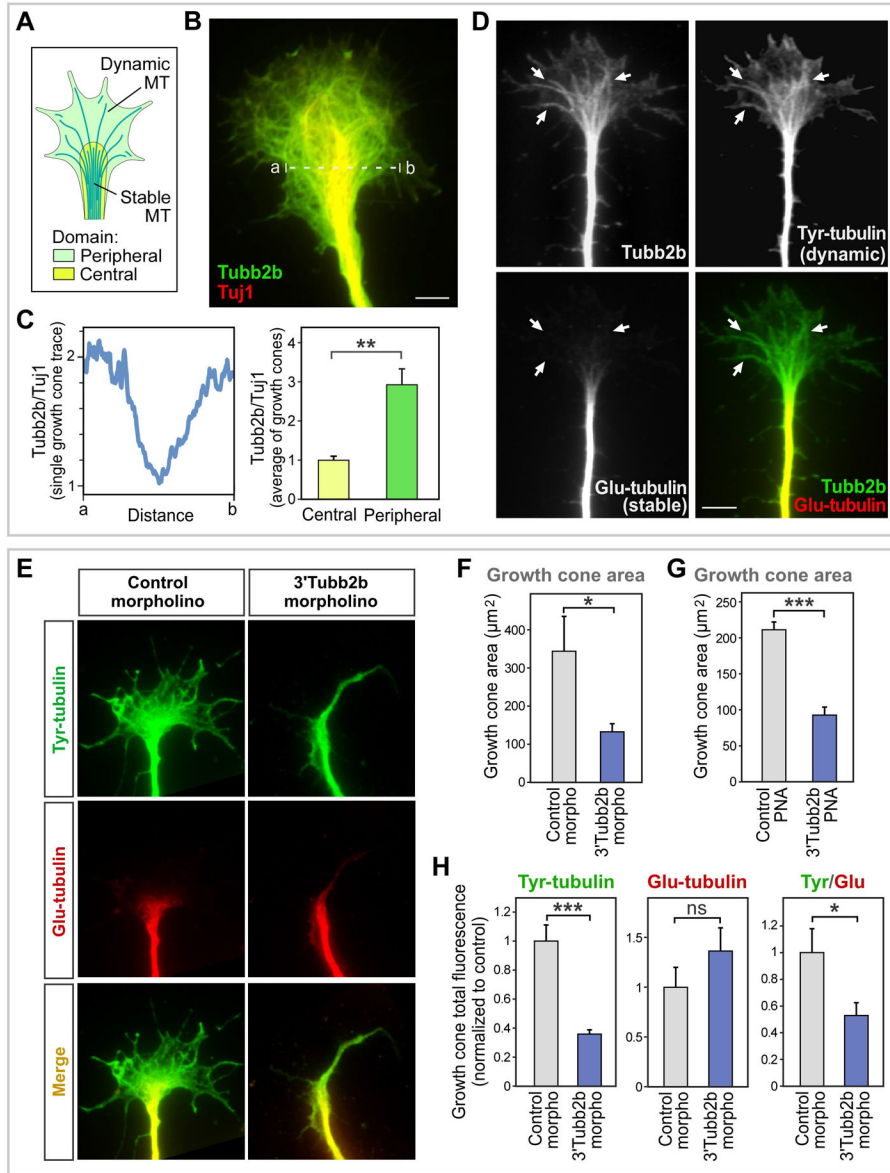 A
Dynamic
MT
Stable
MT
Domain:
Peripheral
Central
B
a
b
Tubb2b
Tuj1
C
Tubb2b/Tuj1
(single growth cone trace)
2
1
a
Distance
b
Tubb2b/Tuj1
(average of growth cones)
4
3
2
1
0
**
Central
Peripheral
D
Tubb2b
Tyr-tubulin
(dynamic)
Glu-tubulin
(stable)
Tubb2b
Glu-tubulin
E
Control
morpholino
3'Tubb2b
morpholino
Tyr-tubulin
Glu-tubulin
Merge
F
Growth cone area
Growth cone area (µm²)
400
300
200
100
0
*
Control
morpho
3'Tubb2b
morpho
G
Growth cone area
Growth cone area (µm²)
250
200
150
100
50
0
***
Control
PNA
3'Tubb2b
PNA
H
Growth cone total fluorescence
(normalized to control)
Tyr-tubulin
1.2
1
0.8
0.6
0.4
0.2
0
***
Control
morpho
3'Tubb2b
morpho
Glu-tubulin
1.5
1
0.5
0
ns
Control
morpho
3'Tubb2b
morpho
Tyr/Glu
1.2
1
0.8
0.6
0.4
0.2
0
*
Control
morpho
3'Tubb2b
morpho